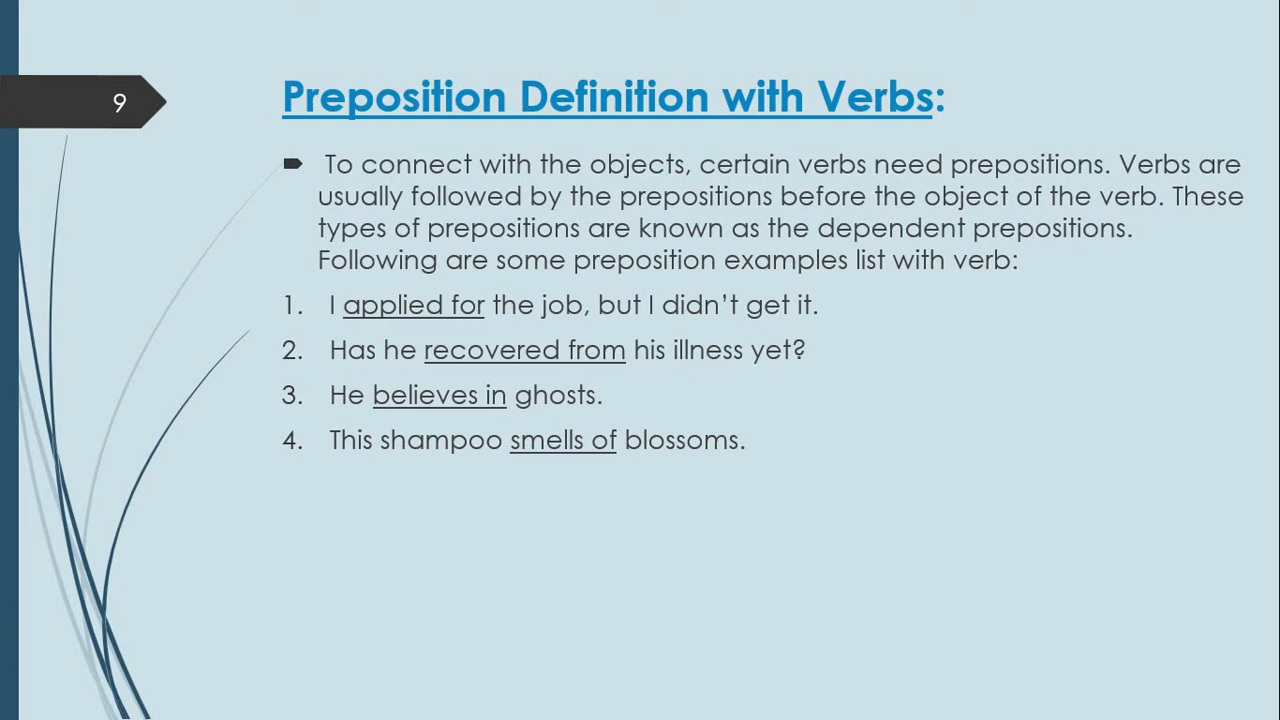 9
Preposition Definition with Verbs:
To connect with the objects, certain verbs need prepositions. Verbs are
usually followed by the prepositions before the object of the verb. These
types of prepositions are known as the dependent prepositions.
Following are some preposition examples list with verb:
1. I applied for the job, but I didn’t get it.
2. Has he recovered from his illness yet?
3. He believes in ghosts.
4. This shampoo smells of blossoms.